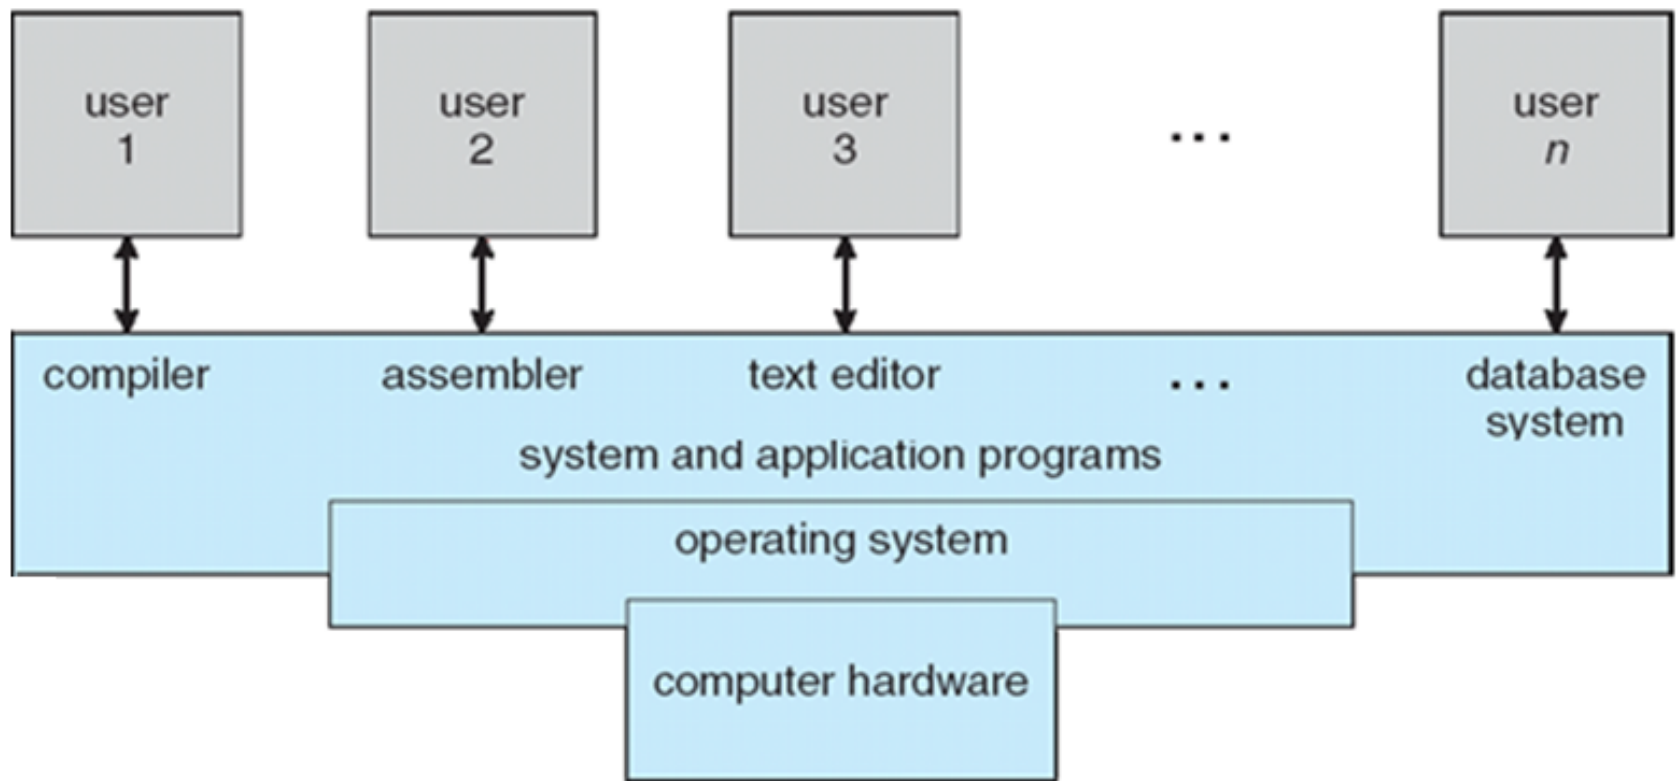 user
1
user
2
user
3
...
user
n
compiler
assembler
text editor
...
database
system
system and application programs
operating system
computer hardware